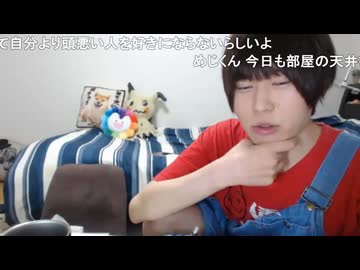 て自分より頭悪い人を好きにならないらしいよ
めじくん 今日も部屋の天井